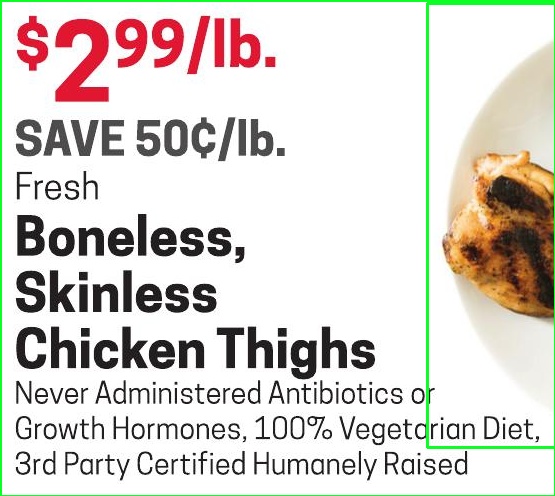 $2.99/lb.
SAVE 50¢/lb.
Fresh
Boneless,
Skinless
Chicken Thighs
Never Administered Antibiotics or
Growth Hormones, 100% Vegetarian Diet,
3rd Party Certified Humanely Raised